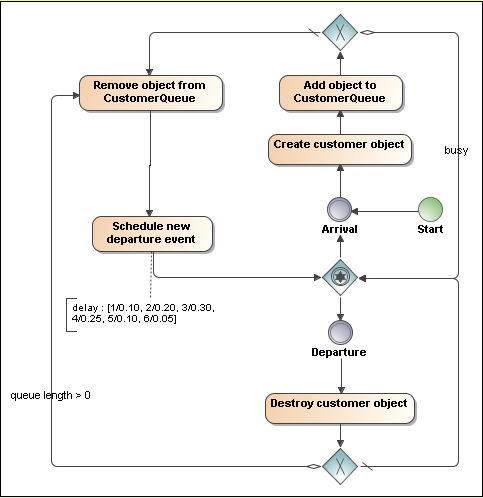 Remove object from
CustomerQueue
Add object to
CustomerQueue
Create customer object
busy
Schedule new
departure event
Arrival
Start
delay : [1/0.10, 2/0.20, 3/0.30,
4/0.25, 5/0.10, 6/0.05]
Departure
queue length > 0
Destroy customer object